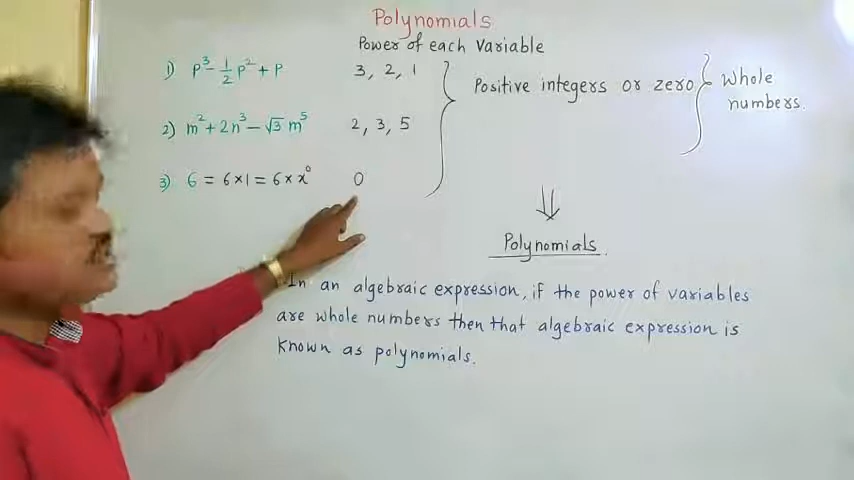 Polynomials
Power of each Variable
1) p³ - 1/2 p² + p 3, 2, 1
Positive integers or zero
Whole numbers.
2) m² + 2n³ - √3 m⁵ 2, 3, 5
3) 6 = 6×1 = 6×x⁰ 0
Polynomials
In an algebraic expression, if the power of variables
are whole numbers then that algebraic expression is
known as polynomials.